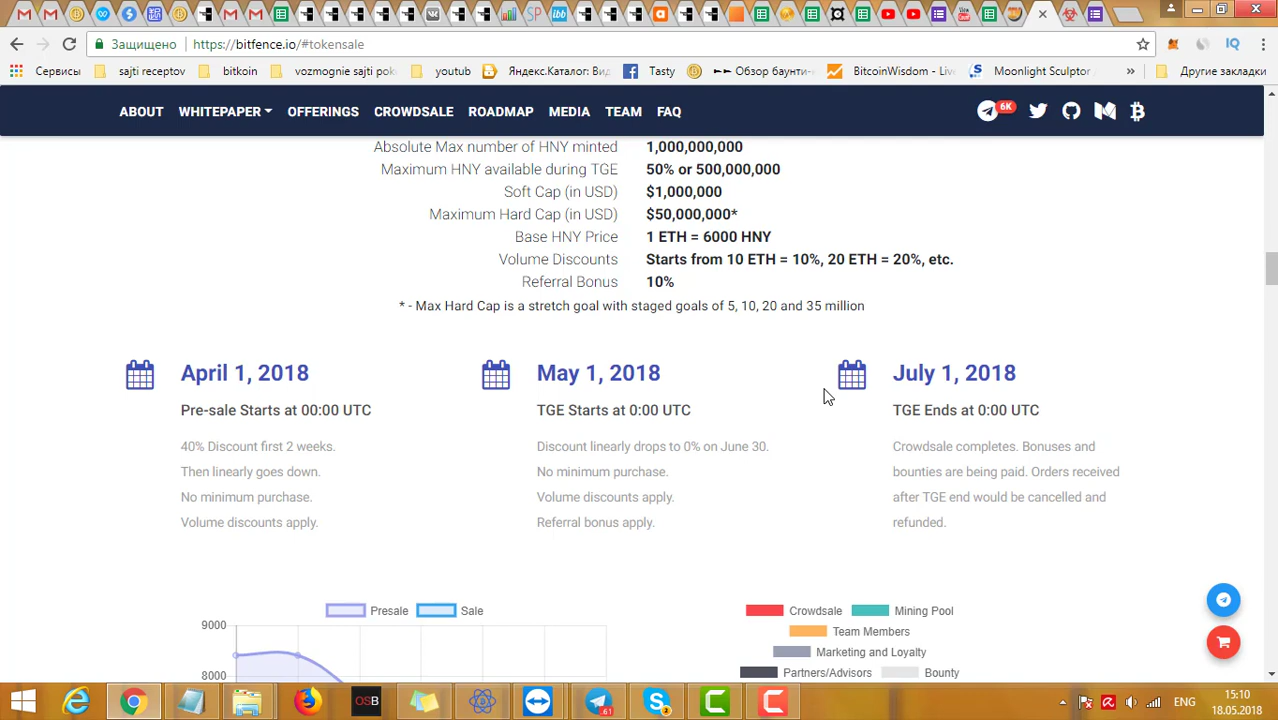 Защищено
https://bitfence.io/#tokensale
Сервисы
sajti receptov
bitkoin
vozmognie sajti pok
youtub
Яндекс.Каталог: Вид
Tasty
Обзор баунти-к
BitcoinWisdom - Live
Moonlight Sculptor
»
Другие закладки
ABOUT WHITEPAPER OFFERINGS CROWDSALE ROADMAP MEDIA TEAM FAQ
6K
Absolute Max number of HNY minted 1,000,000,000
Maximum HNY available during TGE 50% or 500,000,000
Soft Cap (in USD) $1,000,000
Maximum Hard Cap (in USD) $50,000,000*
Base HNY Price 1 ETH = 6000 HNY
Volume Discounts Starts from 10 ETH = 10%, 20 ETH = 20%, etc.
Referral Bonus 10%
* - Max Hard Cap is a stretch goal with staged goals of 5, 10, 20 and 35 million
April 1, 2018
Pre-sale Starts at 00:00 UTC
40% Discount first 2 weeks.
Then linearly goes down.
No minimum purchase.
Volume discounts apply.
May 1, 2018
TGE Starts at 0:00 UTC
Discount linearly drops to 0% on June 30.
No minimum purchase.
Volume discounts apply.
Referral bonus apply.
July 1, 2018
TGE Ends at 0:00 UTC
Crowdsale completes. Bonuses and
bounties are being paid. Orders received
after TGE end would be cancelled and
refunded.
Presale Sale
9000
8000
Crowdsale Mining Pool
Team Members
Marketing and Loyalty
Partners/Advisors Bounty
OSB
61
2
ENG
15:10
18.05.2018